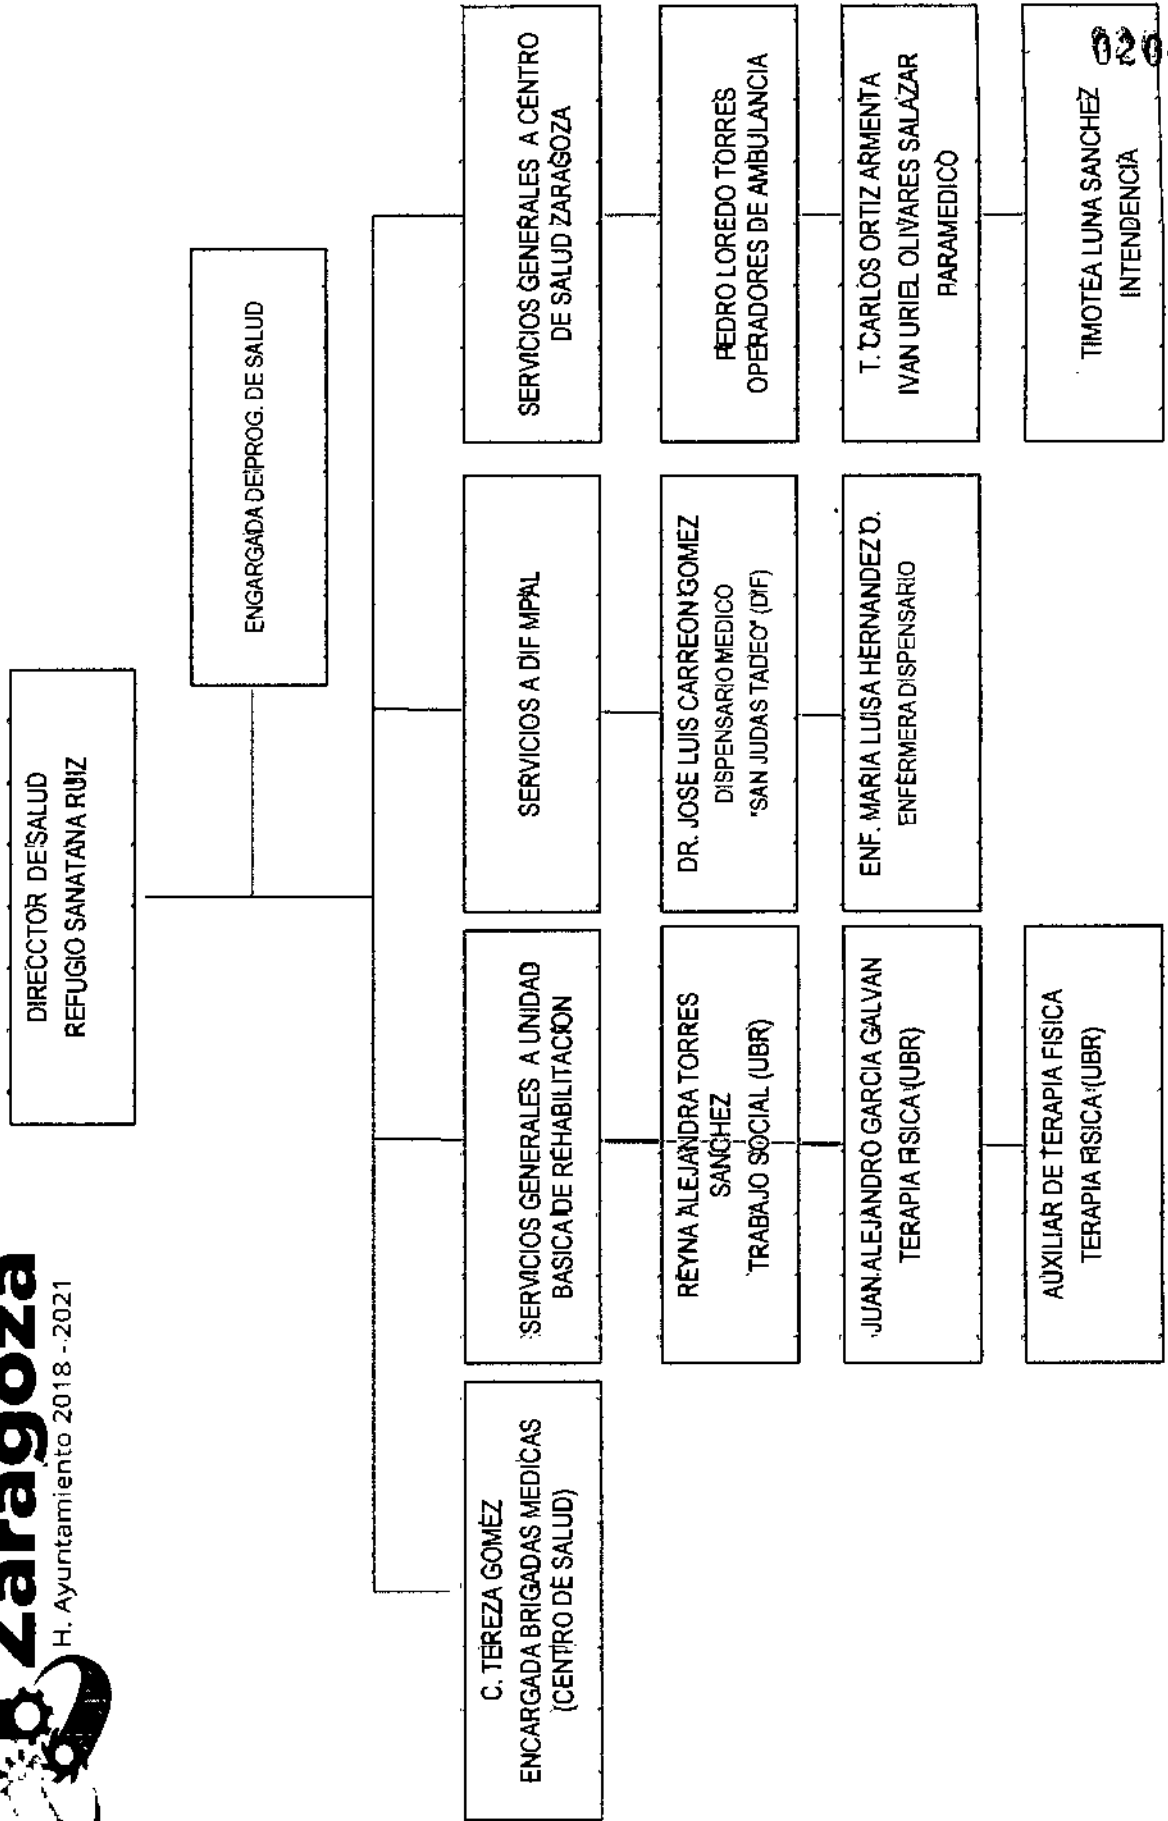 Zaragoza
H. Ayuntamiento 2018 - 2021
DIRECCTOR DE SALUD
REFUGIO SANATANA RUIZ
ENGARGADA DE PROG. DE SALUD
C. TEREZA GOMEZ
ENCARGADA BRIGADAS MEDICAS
(CENTRO DE SALUD)
SERVICIOS GENERALES A UNIDAD
BASICA DE REHABILITACION
REYNA ALEJANDRA TORRES
SANCHEZ
TRABAJO SOCIAL (UBR)
JUAN ALEJANDRO GARCIA GALVAN
TERAPIA FISICA (UBR)
AUXILIAR DE TERAPIA FISICA
TERAPIA FISICA (UBR)
SERVICIOS A DIF MPAL
DR. JOSE LUIS CARREON GOMEZ
DISPENSARIO MEDICO
"SAN JUDAS TADEO" (DIF)
ENF. MARIA LUISA HERNANDEZ O.
ENFERMERA DISPENSARIO
SERVICIOS GENERALES A CENTRO
DE SALUD ZARAGOZA
PEDRO LOREDO TORRES
OPERADORES DE AMBULANCIA
T. CARLOS ORTIZ ARMENTA
IVAN URIEL OLIVARES SALAZAR
PARAMEDICO
TIMOTEA LUNA SANCHEZ
INTENDENCIA
020